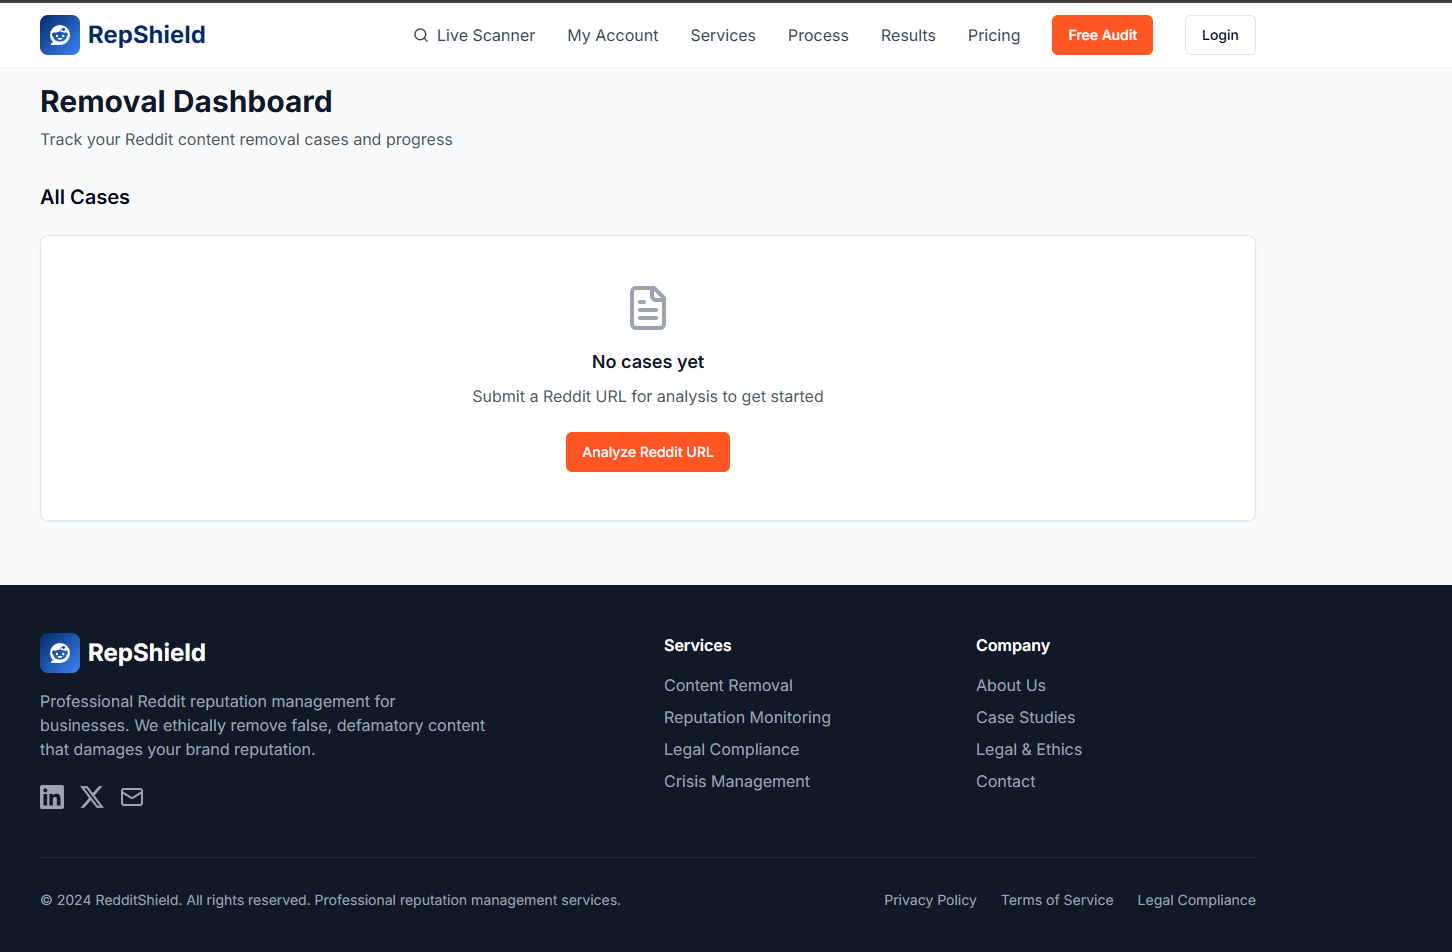 RepShield
Live Scanner
My Account
Services
Process
Results
Pricing
Free Audit
Login
Removal Dashboard
Track your Reddit content removal cases and progress
All Cases
No cases yet
Submit a Reddit URL for analysis to get started
Analyze Reddit URL
RepShield
Professional Reddit reputation management for
businesses. We ethically remove false, defamatory content
that damages your brand reputation.
Services
Content Removal
Reputation Monitoring
Legal Compliance
Crisis Management
Company
About Us
Case Studies
Legal & Ethics
Contact
© 2024 RedditShield. All rights reserved. Professional reputation management services.
Privacy Policy
Terms of Service
Legal Compliance